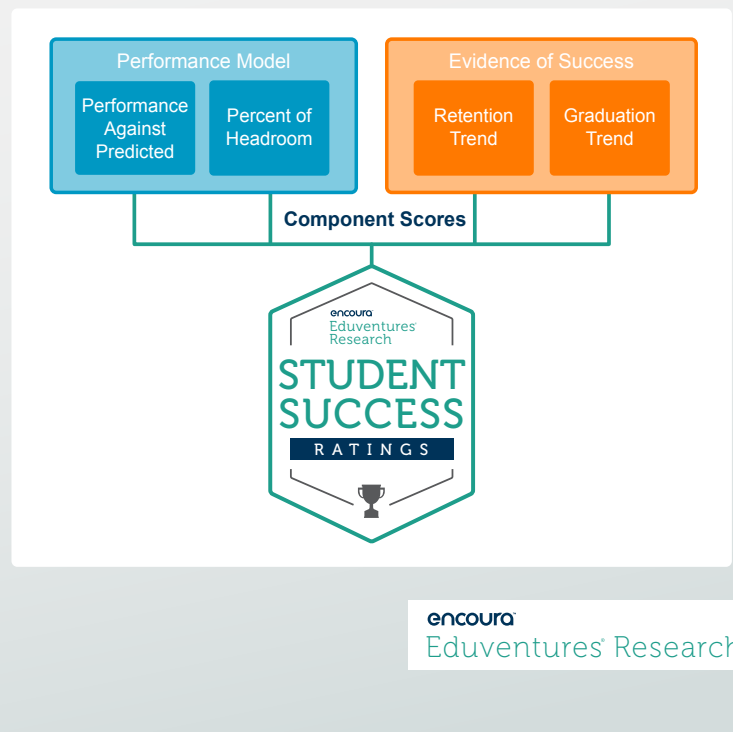 Performance Model
Performance
Against
Predicted
Percent of
Headroom
Evidence of Success
Retention
Trend
Graduation
Trend
Component Scores
encoura
Eduventures®
Research
STUDENT
SUCCESS
RATINGS
encoura™
Eduventures® Research